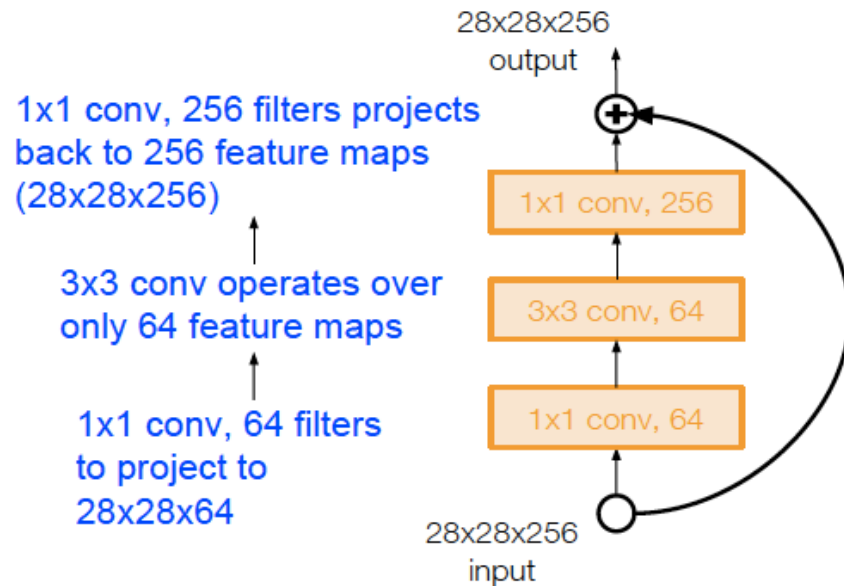 28x28x256
output
1x1 conv, 256 filters projects
back to 256 feature maps
(28x28x256)
3x3 conv operates over
only 64 feature maps
1x1 conv, 64 filters
to project to
28x28x64
+
1x1 conv, 256
3x3 conv, 64
1x1 conv, 64
28x28x256
input